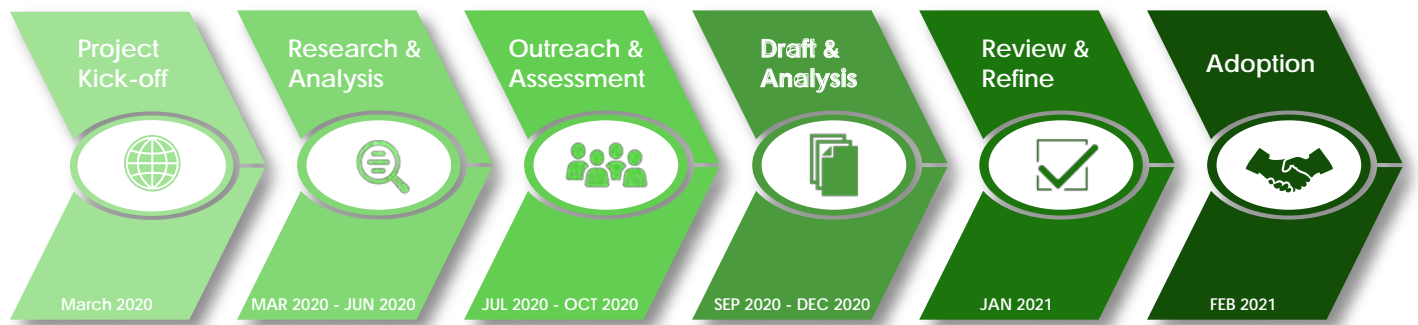 Project
Kick-off
Research &
Analysis
Outreach &
Assessment
Draft &
Analysis
Review &
Refine
Adoption
March 2020
MAR 2020 - JUN 2020
JUL 2020 - OCT 2020
SEP 2020 - DEC 2020
JAN 2021
FEB 2021